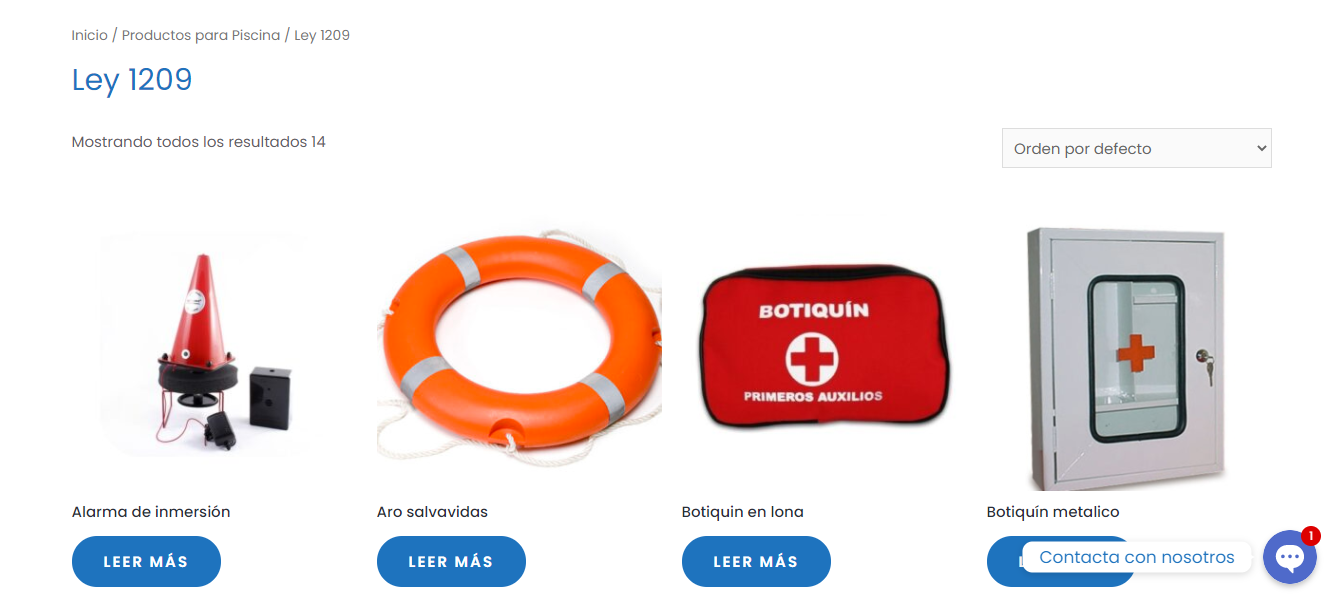 Inicio / Productos para Piscina / Ley 1209
Ley 1209
Mostrando todos los resultados 14
Orden por defecto
BOTIQUÍN
PRIMEROS AUXILIOS
Alarma de inmersión
Aro salvavidas
Botiquin en lona
Botiquín metalico
LEER MÁS
LEER MÁS
LEER MÁS
Contacta con nosotros
1